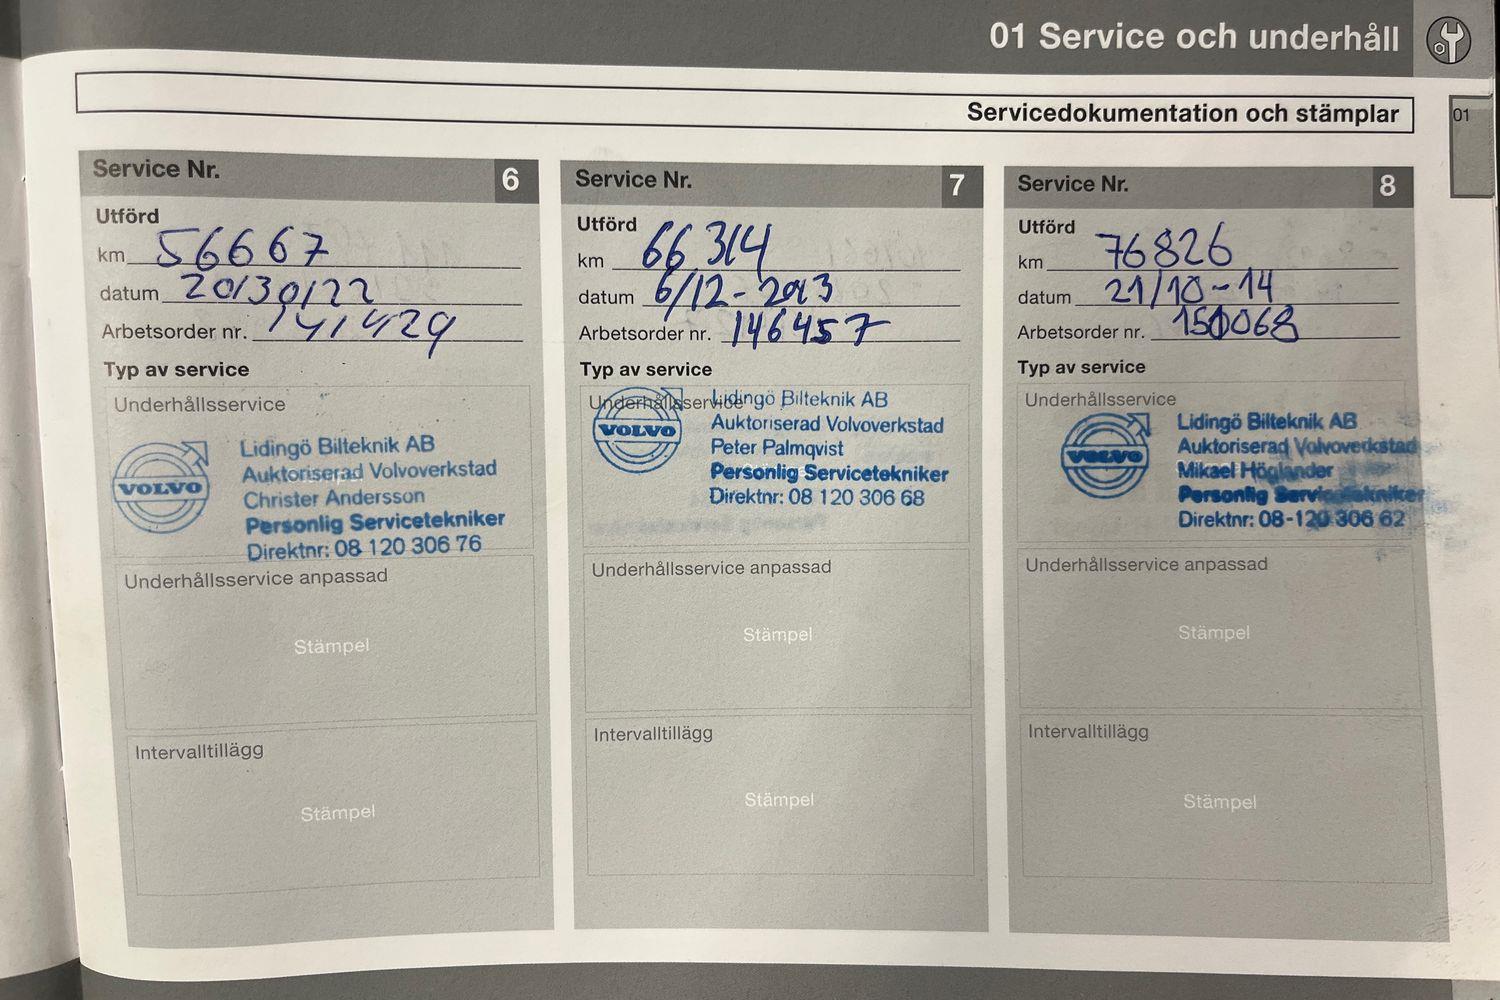 01 Service och underhåll
Servicedokumentation och stämplar
01
Service Nr. 6
Utförd
km 56667
datum 20130122
Arbetsorder nr. 141429
Typ av service
Underhållsservice
VOLVO
Lidingö Bilteknik AB
Auktoriserad Volvoverkstad
Christer Andersson
Personlig Servicetekniker
Direktnr: 08 120 306 76
Underhållsservice anpassad
Stämpel
Intervalltillägg
Stämpel
Service Nr. 7
Utförd
km 66314
datum 6/12-2013
Arbetsorder nr. 146457
Typ av service
Underhållsservice
VOLVO
Lidingö Bilteknik AB
Auktoriserad Volvoverkstad
Peter Palmqvist
Personlig Servicetekniker
Direktnr: 08 120 306 68
Underhållsservice anpassad
Stämpel
Intervalltillägg
Stämpel
Service Nr. 8
Utförd
km 76826
datum 21/10-14
Arbetsorder nr. 150068
Typ av service
Underhållsservice
VOLVO
Lidingö Bilteknik AB
Auktoriserad Volvoverkstad
Mikael Höglander
Personlig Servicetekniker
Direktnr: 08-120 306 62
Underhållsservice anpassad
Stämpel
Intervalltillägg
Stämpel